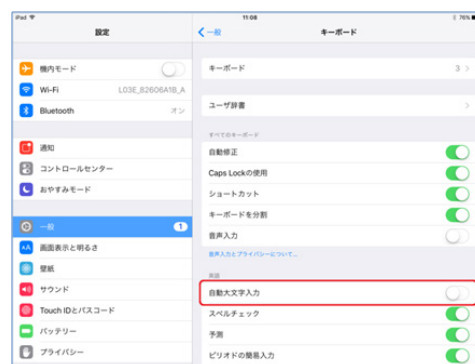 iPad
11:08
76%
設定
一般
キーボード
機内モード
Wi-Fi
L03E_82606A1B_A
Bluetooth
オン
通知
コントロールセンター
おやすみモード
一般
1
画面表示と明るさ
壁紙
サウンド
Touch IDとパスコード
バッテリー
プライバシー
キーボード
3
ユーザ辞書
すべてのキーボード
自動修正
Caps Lockの使用
ショートカット
キーボードを分割
音声入力
音声入力とプライバシーについて...
英語
自動大文字入力
スペルチェック
予測
ピリオドの簡易入力